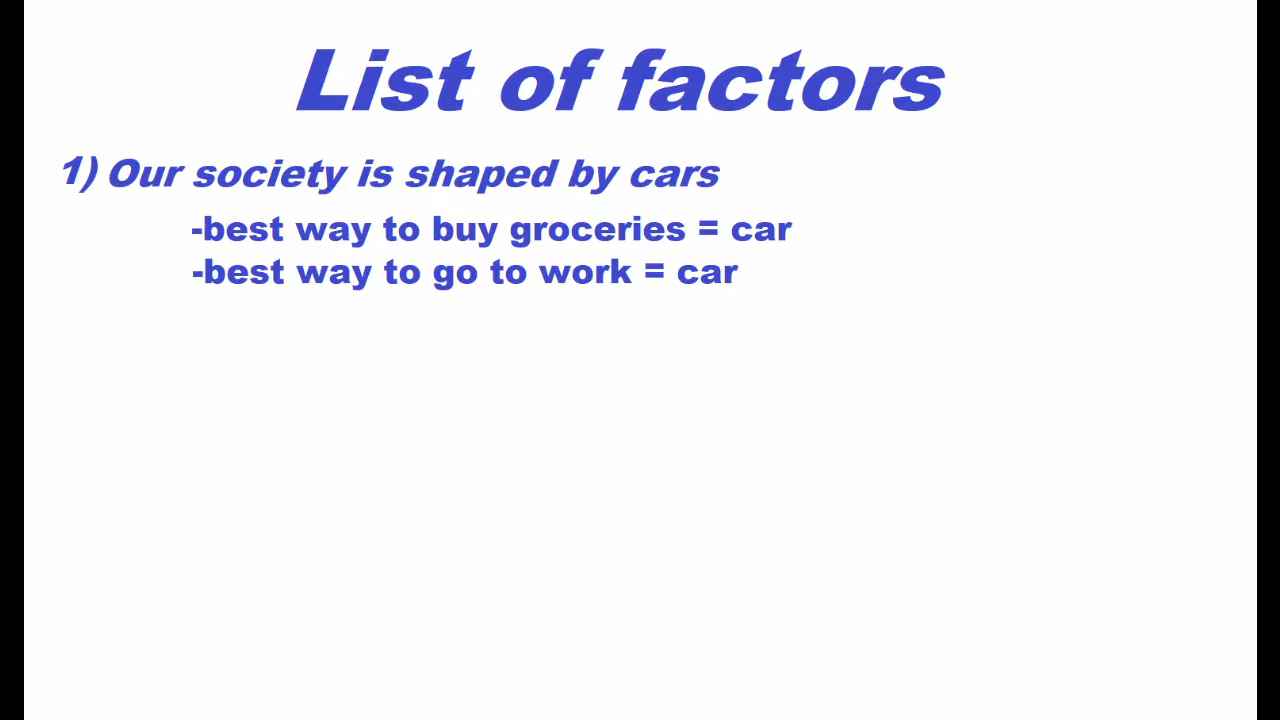 List of factors
1) Our society is shaped by cars
-best way to buy groceries = car
-best way to go to work = car